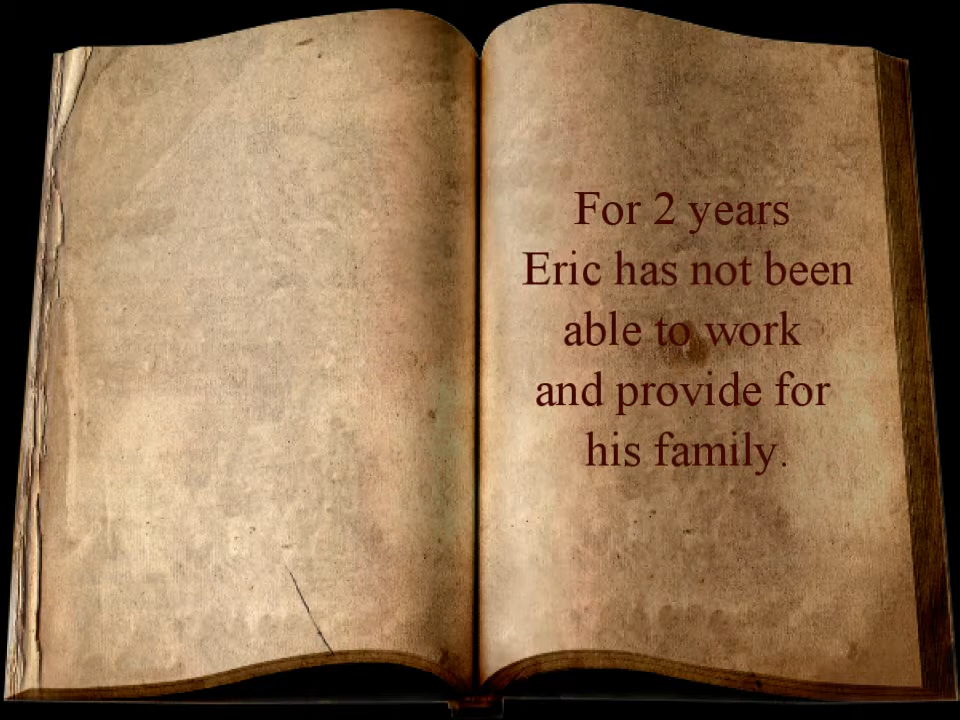 For 2 years
Eric has not been
able to work
and provide for
his family.